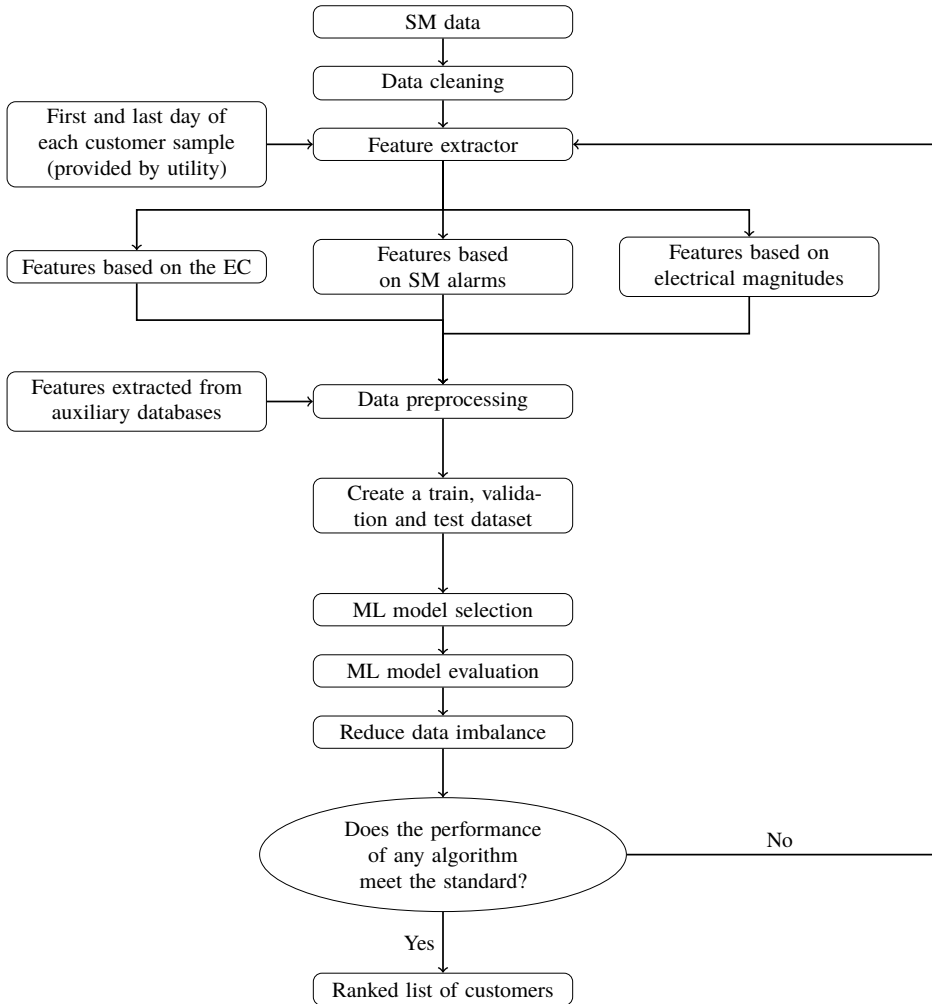 SM data
Data cleaning
First and last day of
each customer sample
(provided by utility)
Feature extractor
Features based on the EC
Features based
on SM alarms
Features based on
electrical magnitudes
Features extracted from
auxiliary databases
Data preprocessing
Create a train, valida-
tion and test dataset
ML model selection
ML model evaluation
Reduce data imbalance
Does the performance
of any algorithm
meet the standard?
No
Yes
Ranked list of customers